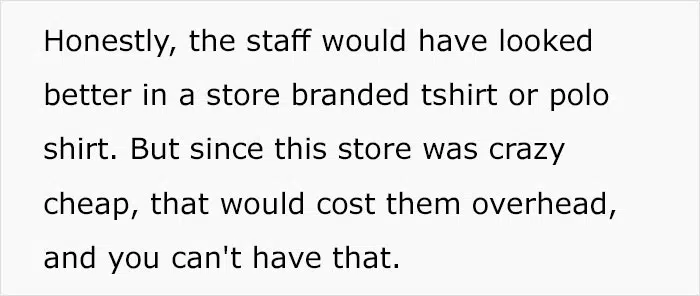 Honestly, the staff would have looked
better in a store branded tshirt or polo
shirt. But since this store was crazy
cheap, that would cost them overhead,
and you can't have that.